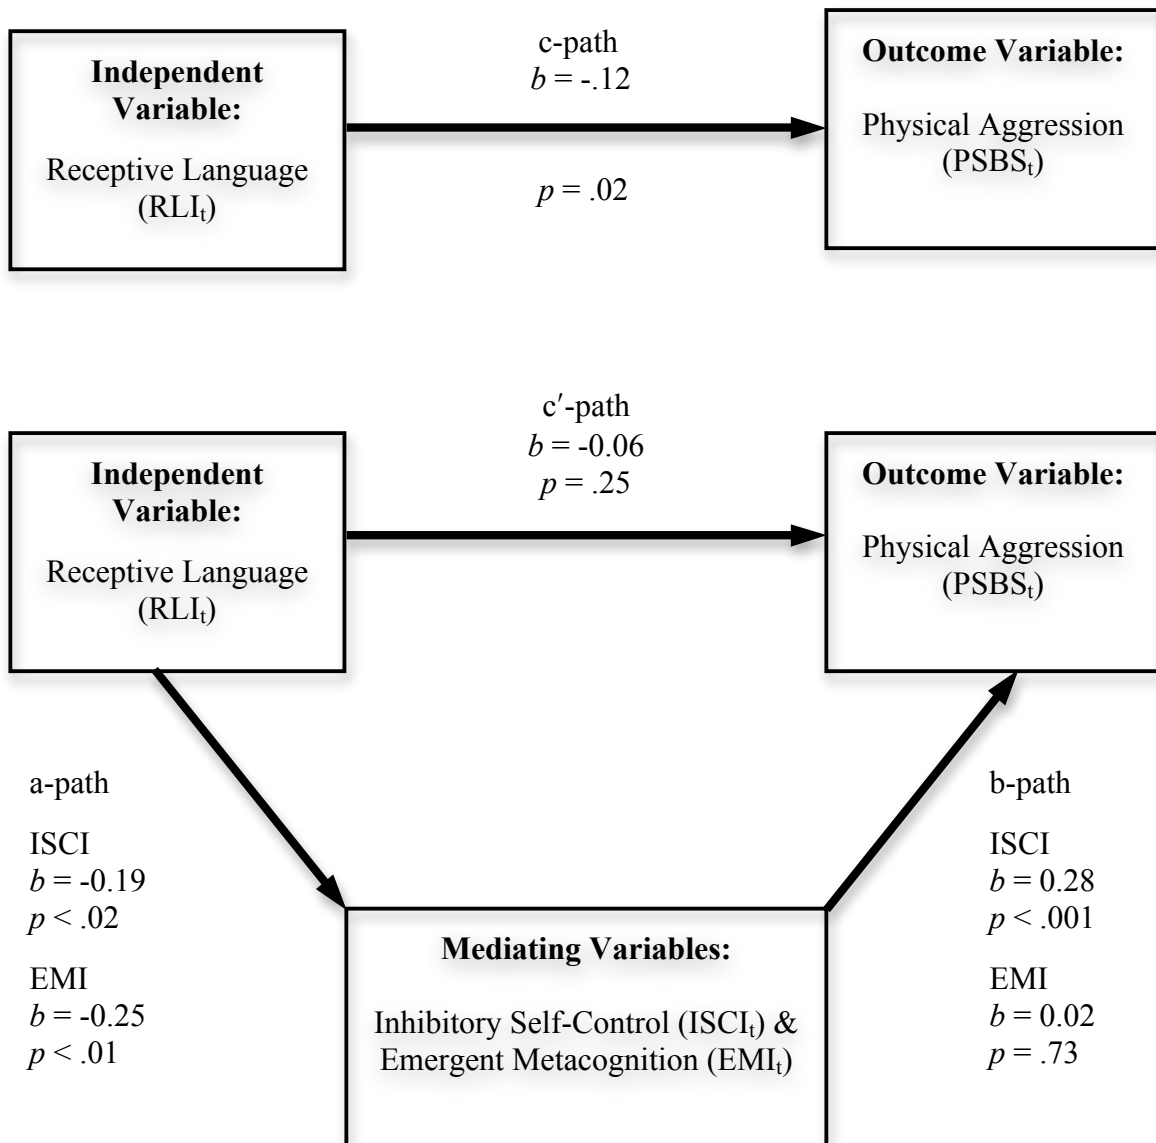 Independent
Variable:
Receptive Language
(RLIt)
c-path
b = -.12
p = .02
Outcome Variable:
Physical Aggression
(PSBSt)
Independent
Variable:
Receptive Language
(RLIt)
c′-path
b = -0.06
p = .25
Outcome Variable:
Physical Aggression
(PSBSt)
a-path
ISCI
b = -0.19
p < .02
EMI
b = -0.25
p < .01
Mediating Variables:
Inhibitory Self-Control (ISCIt) &
Emergent Metacognition (EMIt)
b-path
ISCI
b = 0.28
p < .001
EMI
b = 0.02
p = .73